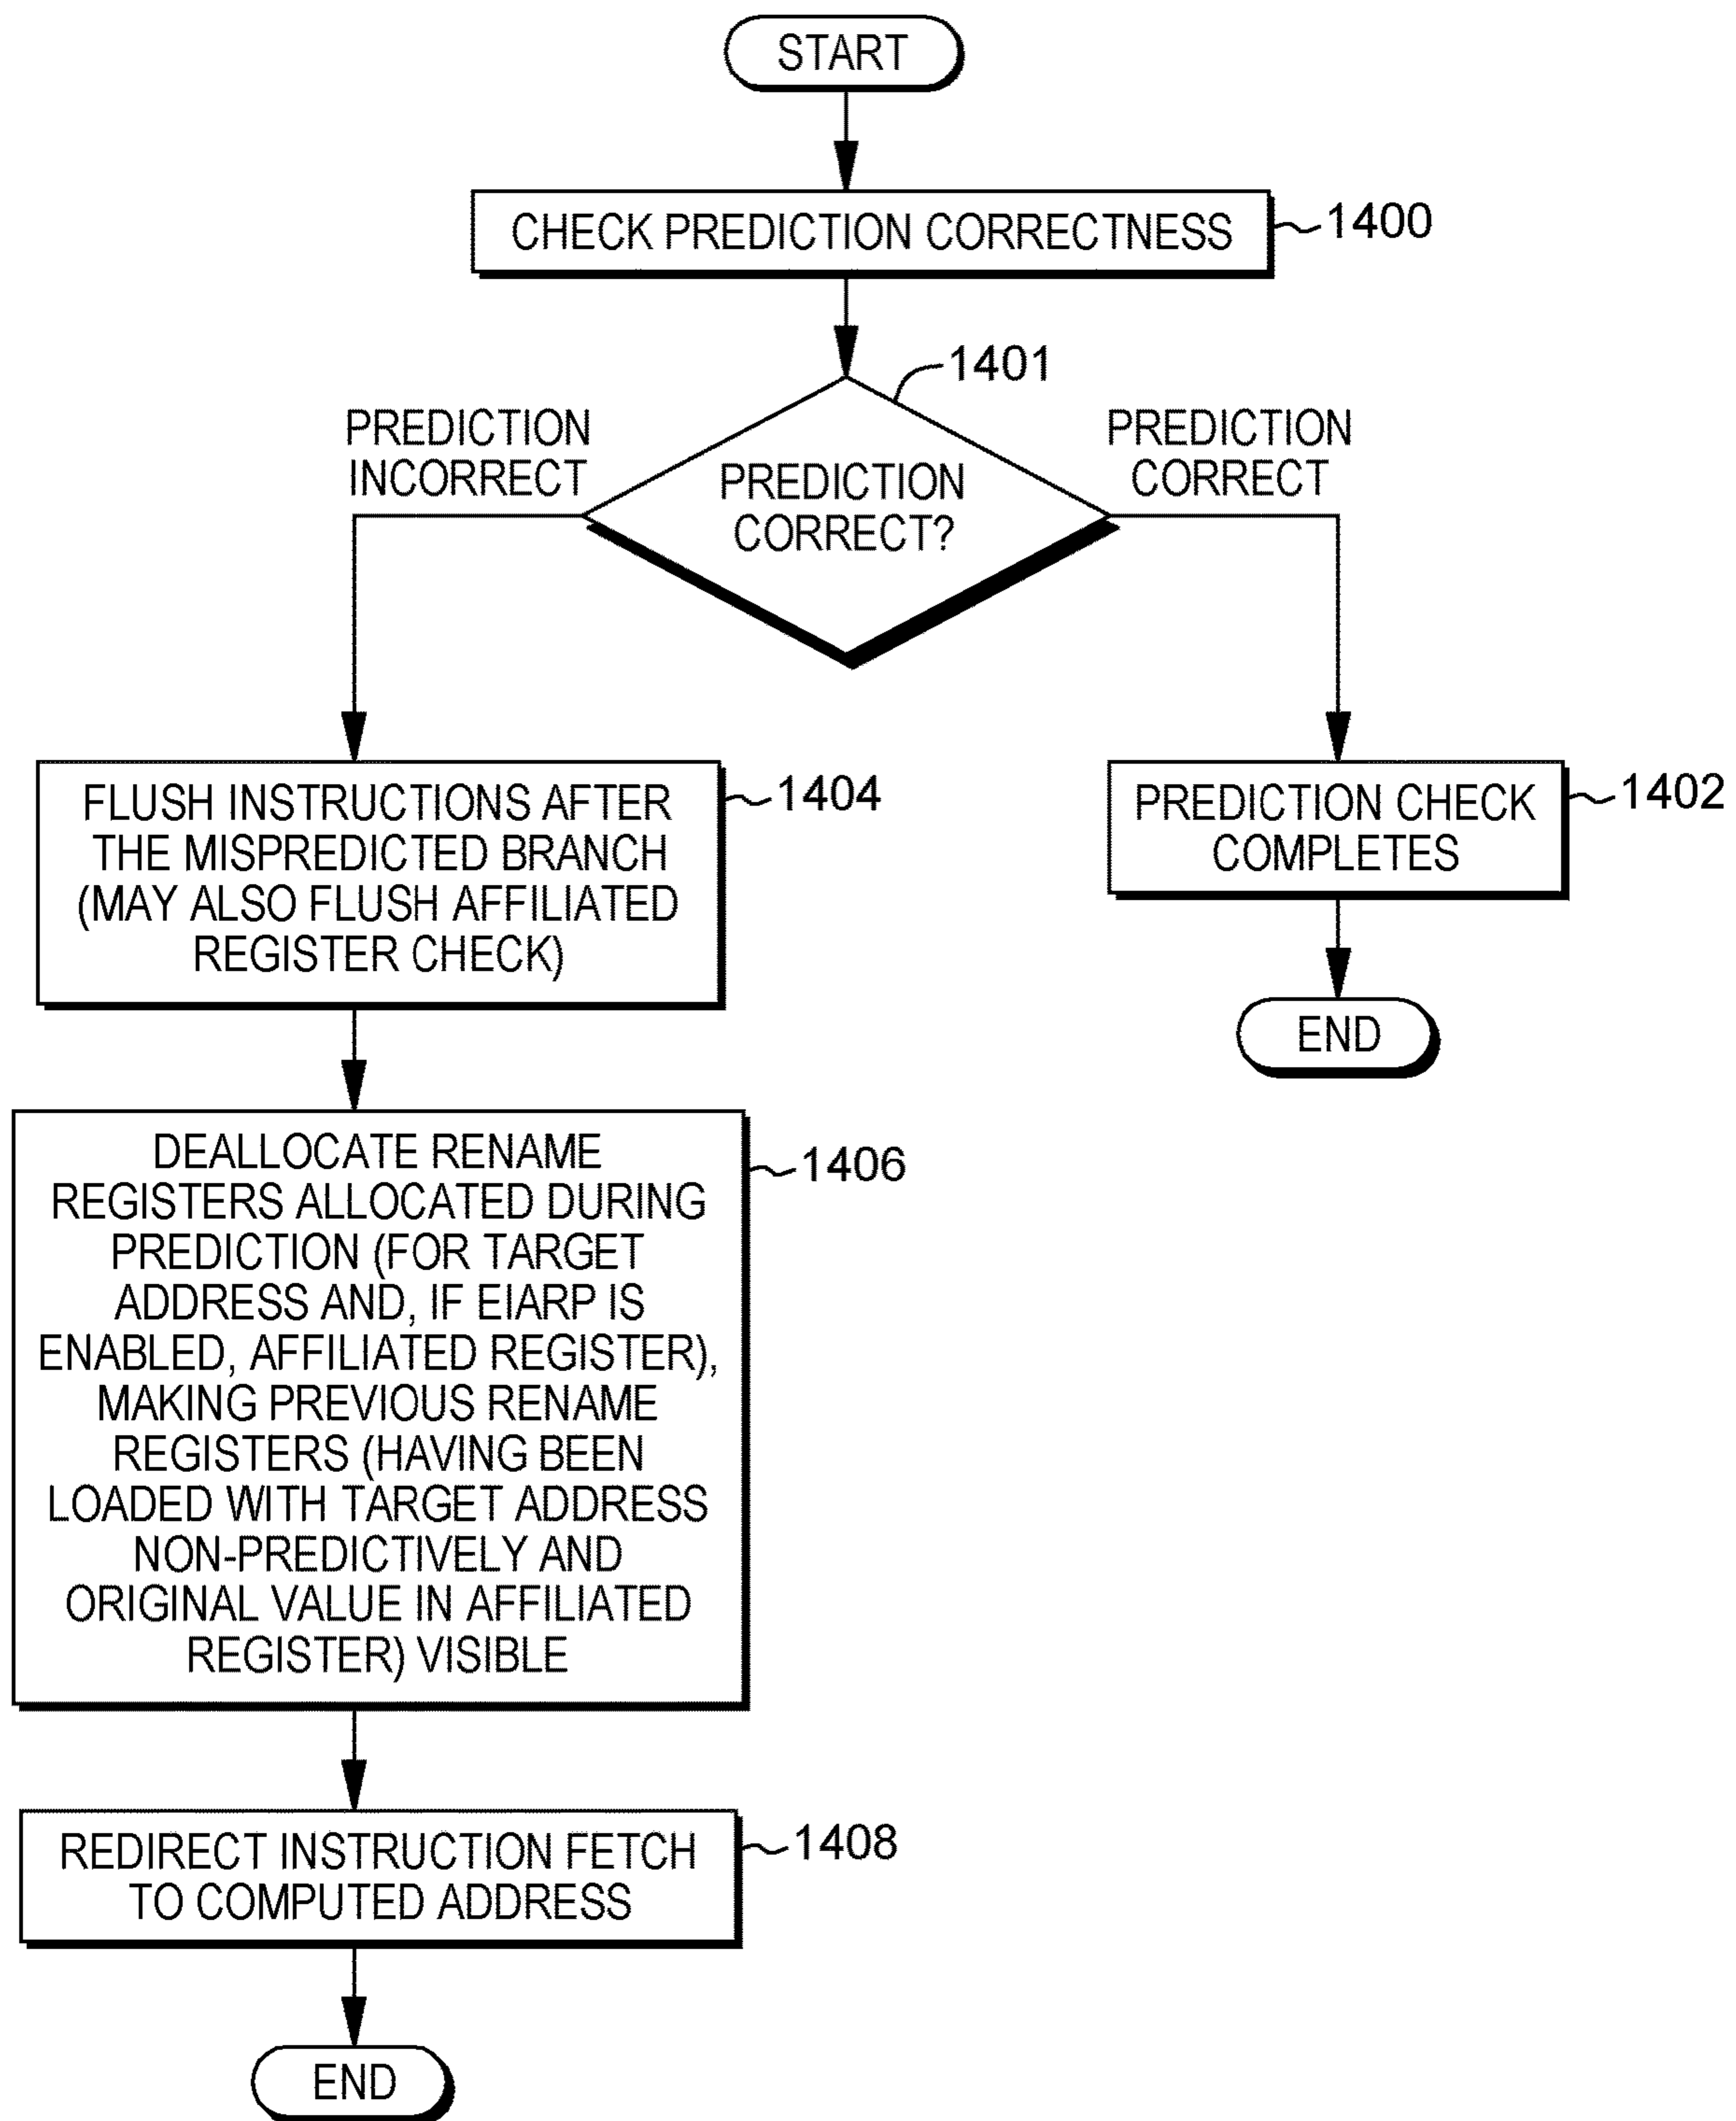 START
CHECK PREDICTION CORRECTNESS
1400
1401
PREDICTION
INCORRECT
PREDICTION
CORRECT?
PREDICTION
CORRECT
FLUSH INSTRUCTIONS AFTER
THE MISPREDICTED BRANCH
(MAY ALSO FLUSH AFFILIATED
REGISTER CHECK)
1404
PREDICTION CHECK
COMPLETES
1402
END
DEALLOCATE RENAME
REGISTERS ALLOCATED DURING
PREDICTION (FOR TARGET
ADDRESS AND, IF EIARP IS
ENABLED, AFFILIATED REGISTER),
MAKING PREVIOUS RENAME
REGISTERS (HAVING BEEN
LOADED WITH TARGET ADDRESS
NON-PREDICTIVELY AND
ORIGINAL VALUE IN AFFILIATED
REGISTER) VISIBLE
1406
REDIRECT INSTRUCTION FETCH
TO COMPUTED ADDRESS
1408
END